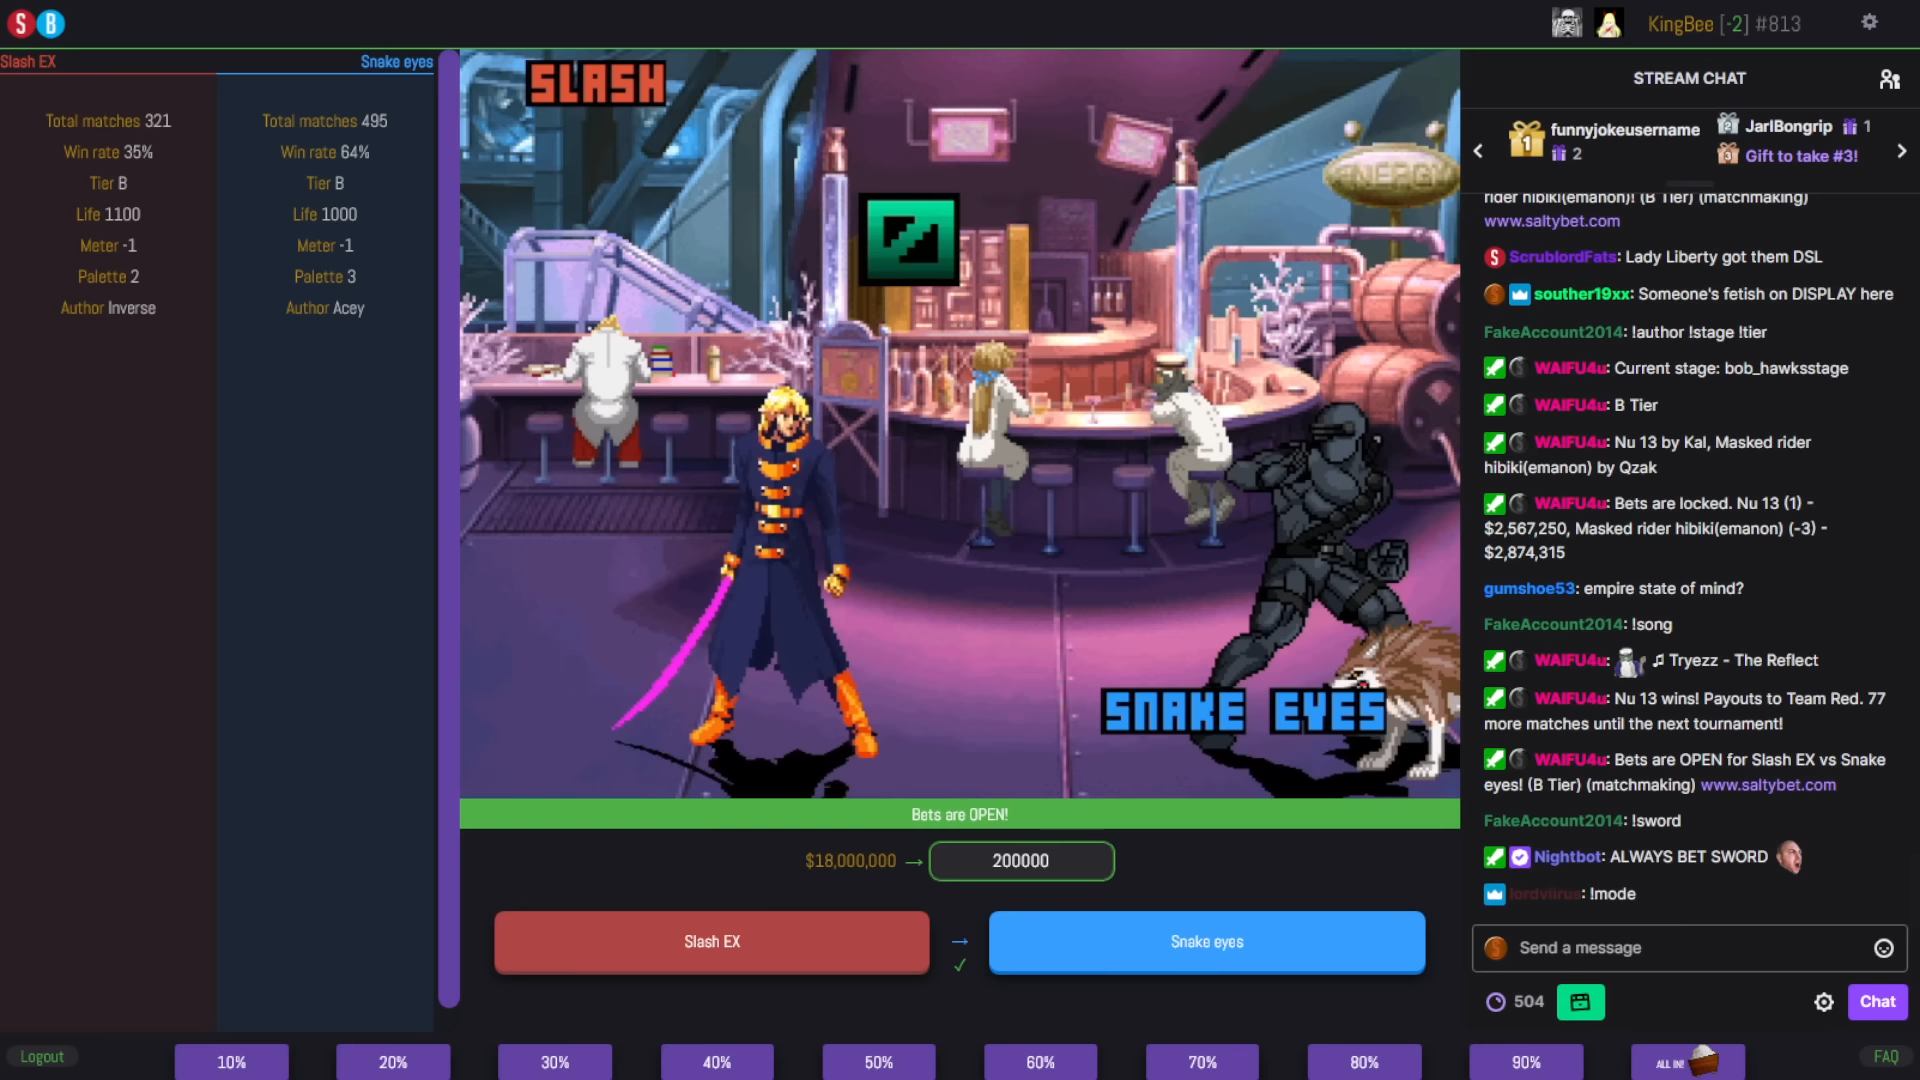 S B
KingBee [-2] #813
Slash EX
Snake eyes
Total matches 321
Win rate 35%
Tier B
Life 1100
Meter -1
Palette 2
Author Inverse
Total matches 495
Win rate 64%
Tier B
Life 1000
Meter -1
Palette 3
Author Acey
SLASH
ENERGY
SNAKE EYES
Bets are OPEN!
$18,000,000 → 200000
Slash EX
→
✓
Snake eyes
STREAM CHAT
1
funnyjokeusername
2
2 JarlBongrip 1
3 Gift to take #3!
rider hibiki(emanon)! (B Tier) (matchmaking)
www.saltybet.com
ScrublordFats: Lady Liberty got them DSL
souther19xx: Someone's fetish on DISPLAY here
FakeAccount2014: !author !stage !tier
WAIFU4u: Current stage: bob_hawksstage
WAIFU4u: B Tier
WAIFU4u: Nu 13 by Kal, Masked rider
hibiki(emanon) by Qzak
WAIFU4u: Bets are locked. Nu 13 (1) -
$2,567,250, Masked rider hibiki(emanon) (-3) -
$2,874,315
gumshoe53: empire state of mind?
FakeAccount2014: !song
WAIFU4u: ♫ Tryezz - The Reflect
WAIFU4u: Nu 13 wins! Payouts to Team Red. 77
more matches until the next tournament!
WAIFU4u: Bets are OPEN for Slash EX vs Snake
eyes! (B Tier) (matchmaking) www.saltybet.com
FakeAccount2014: !sword
Nightbot: ALWAYS BET SWORD
lordviirus: !mode
Send a message
504
Chat
Logout
10%
20%
30%
40%
50%
60%
70%
80%
90%
ALL IN!
FAQ